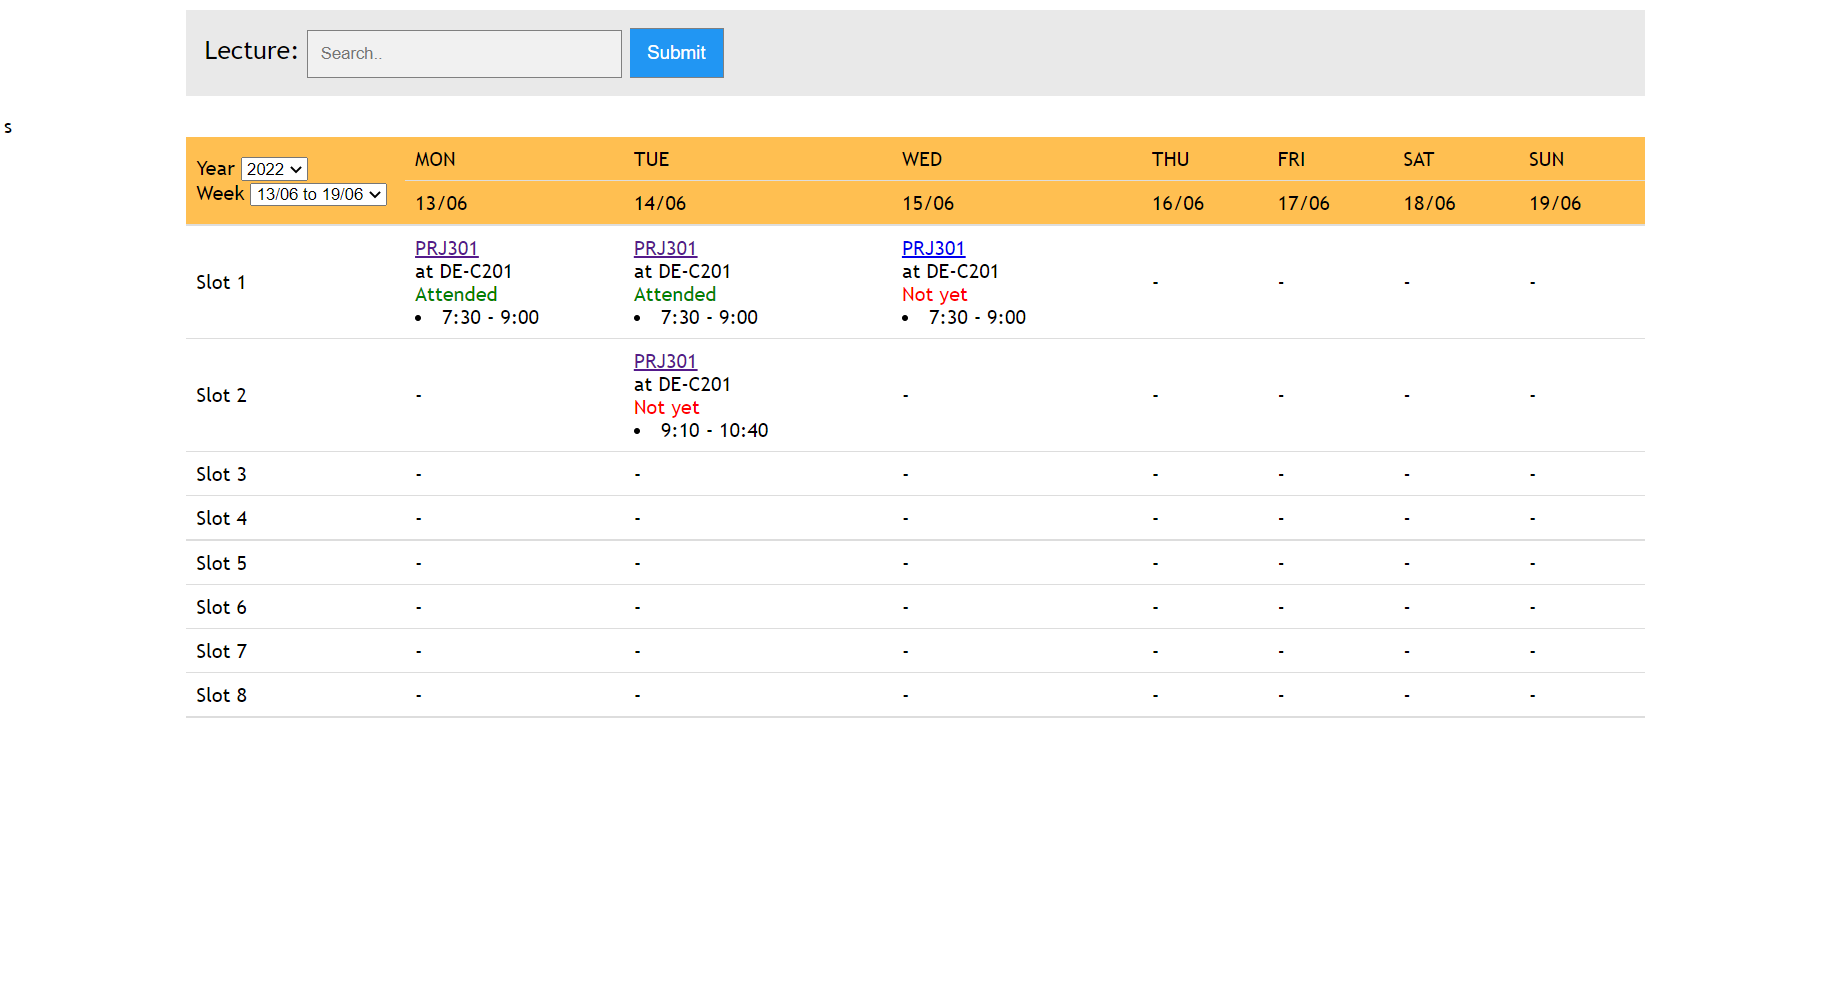 Lecture: Search.. Submit
s
Year 2022 MON TUE WED THU FRI SAT SUN
Week 13/06 to 19/06 13/06 14/06 15/06 16/06 17/06 18/06 19/06
Slot 1
PRJ301
at DE-C201
Attended
• 7:30 - 9:00
PRJ301
at DE-C201
Attended
• 7:30 - 9:00
PRJ301
at DE-C201
Not yet
• 7:30 - 9:00
- - - -
Slot 2
-
PRJ301
at DE-C201
Not yet
• 9:10 - 10:40
- - - - -
Slot 3 - - - - - - -
Slot 4 - - - - - - -
Slot 5 - - - - - - -
Slot 6 - - - - - - -
Slot 7 - - - - - - -
Slot 8 - - - - - - -